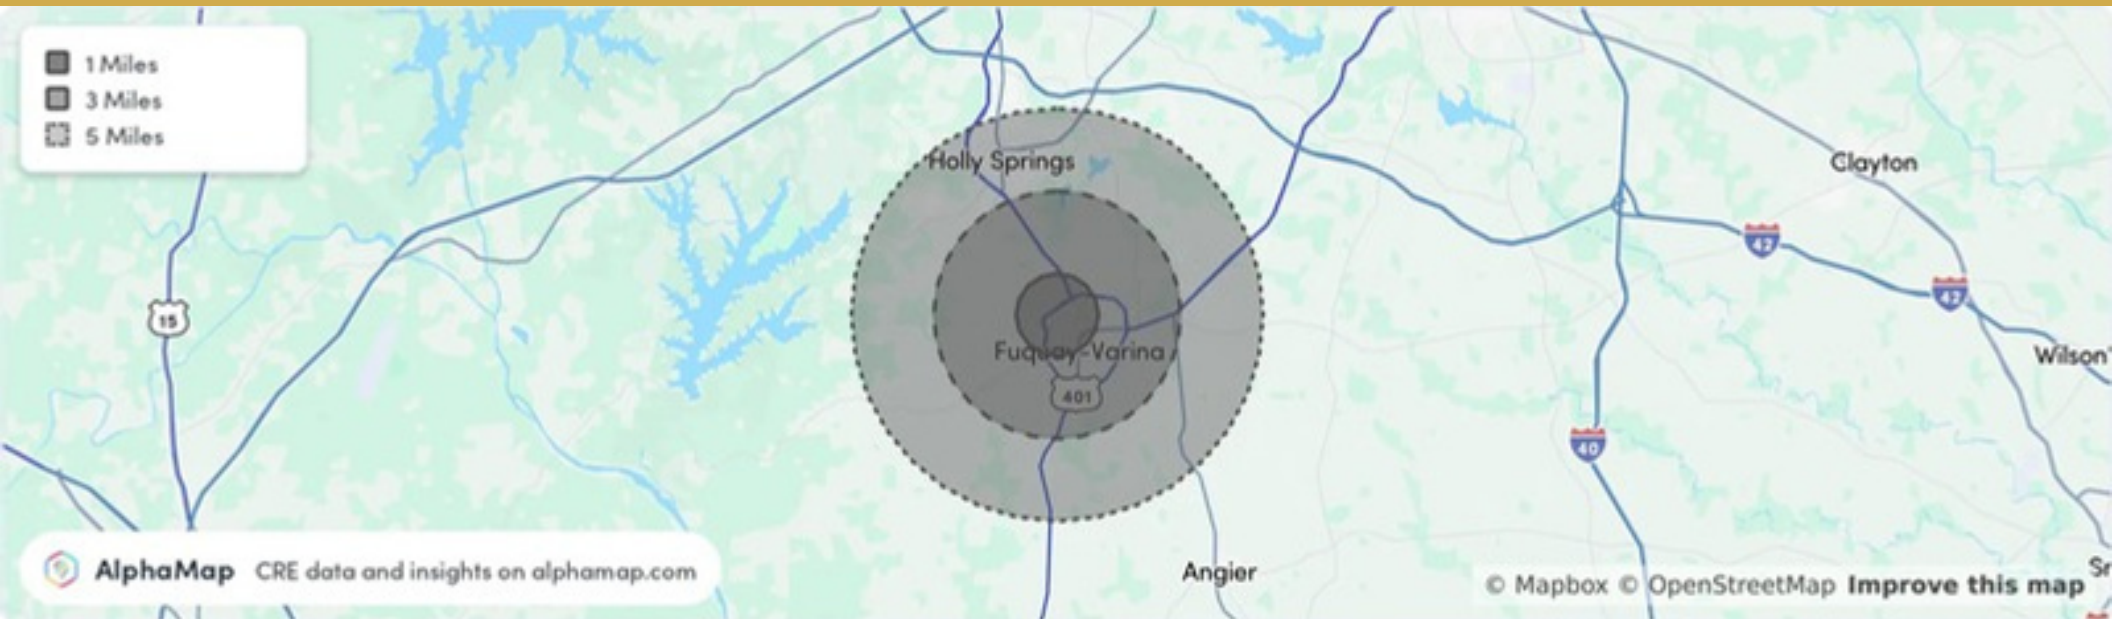 1 Miles
3 Miles
5 Miles
Holly Springs
Clayton
42
42
15
Fuquay-Varina
Wilson'
401
40
Angier
AlphaMap CRE data and insights on alphamap.com
© Mapbox © OpenStreetMap Improve this map